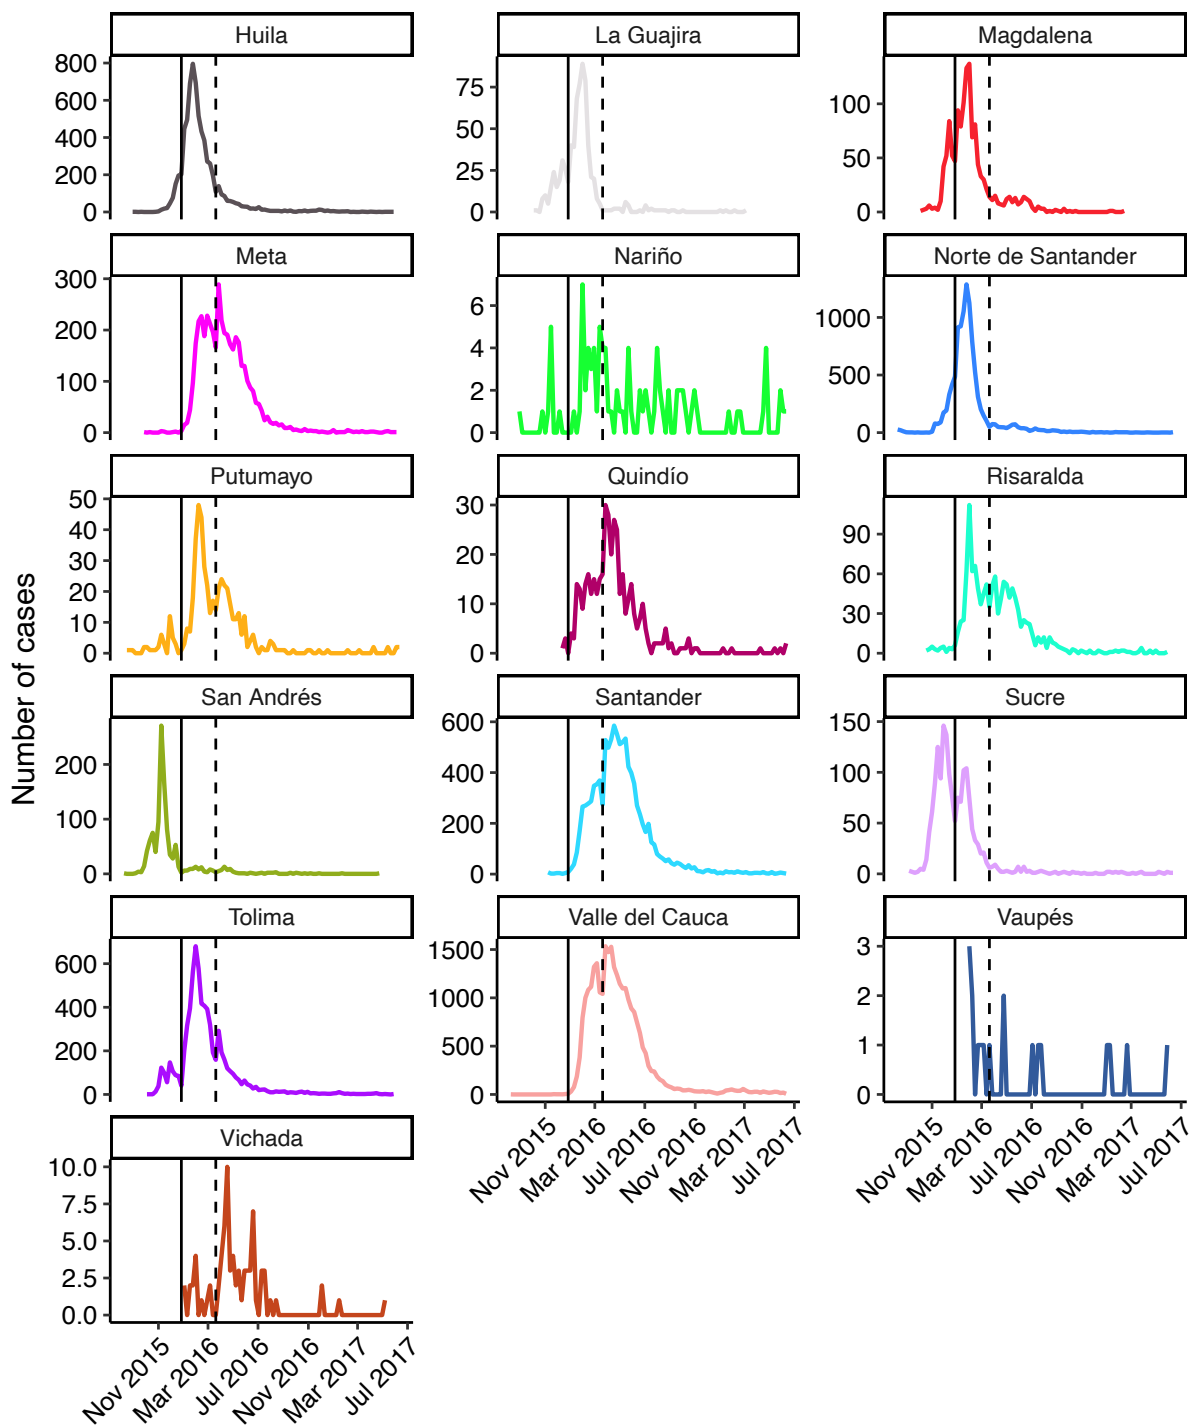 Huila
La Guajira
Magdalena
800
600
400
200
0
75
50
25
0
100
50
0
Meta
Nariño
Norte de Santander
300
200
100
0
6
4
2
0
1000
500
0
Putumayo
Quindío
Risaralda
50
40
30
20
10
0
30
20
10
0
90
60
30
0
Number of cases
San Andrés
Santander
Sucre
200
100
0
600
400
200
0
150
100
50
0
Tolima
Valle del Cauca
Vaupés
600
400
200
0
1500
1000
500
0
3
2
1
0
Nov 2015
Mar 2016
Jul 2016
Nov 2016
Mar 2017
Jul 2017
Nov 2015
Mar 2016
Jul 2016
Nov 2016
Mar 2017
Jul 2017
Vichada
10.0
7.5
5.0
2.5
0.0
Nov 2015
Mar 2016
Jul 2016
Nov 2016
Mar 2017
Jul 2017